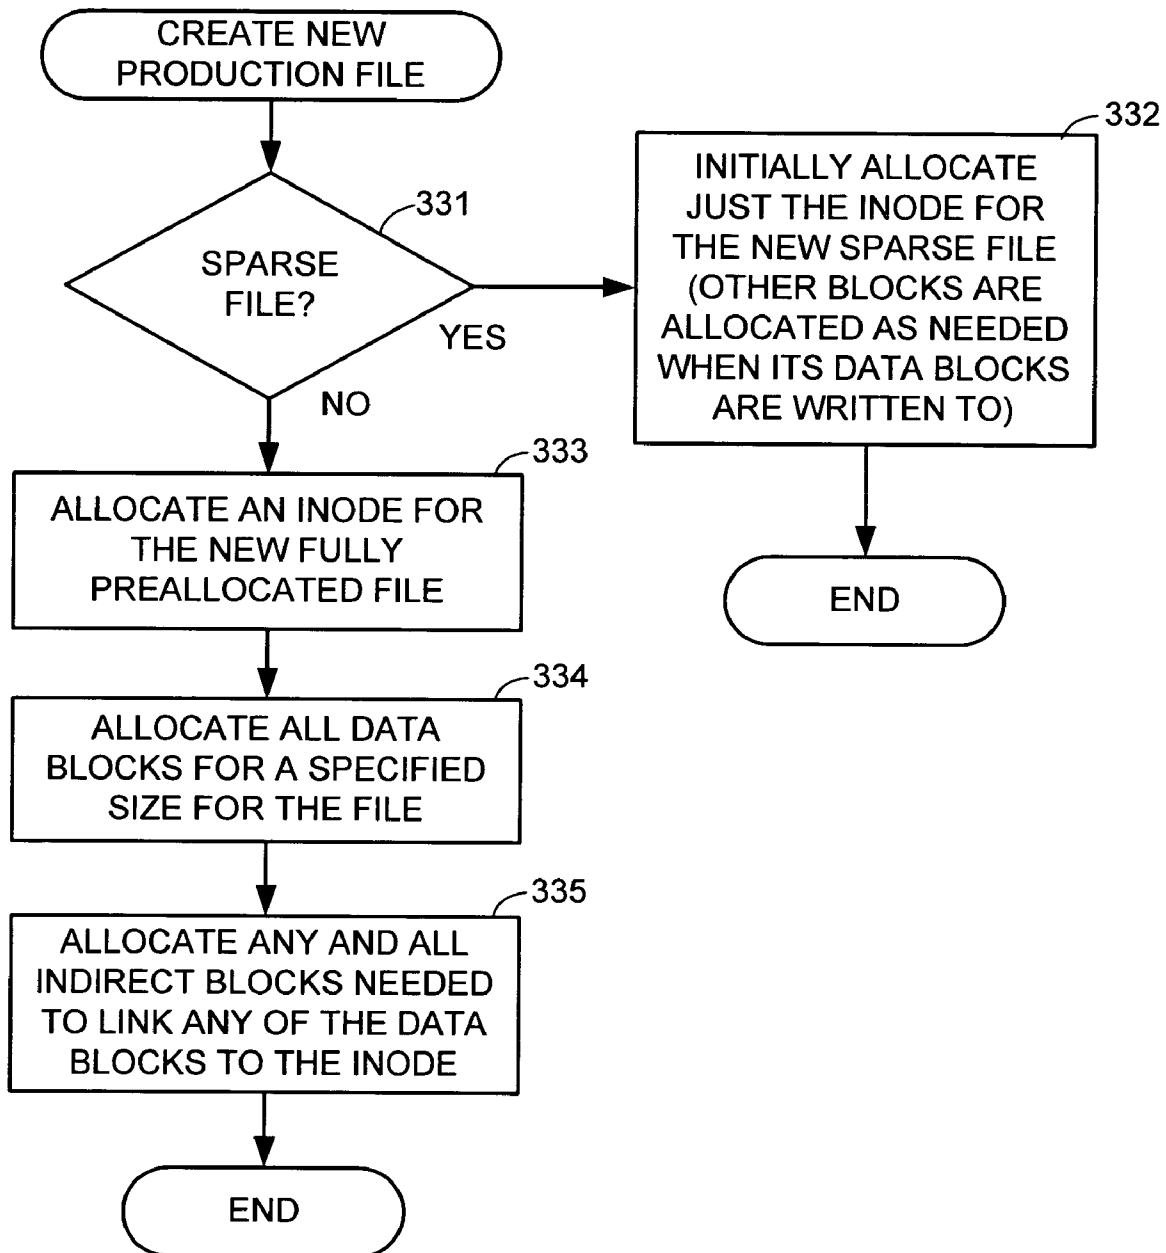 CREATE NEW
PRODUCTION FILE
331
SPARSE
FILE?
YES
NO
332
INITIALLY ALLOCATE
JUST THE INODE FOR
THE NEW SPARSE FILE
(OTHER BLOCKS ARE
ALLOCATED AS NEEDED
WHEN ITS DATA BLOCKS
ARE WRITTEN TO)
END
333
ALLOCATE AN INODE FOR
THE NEW FULLY
PREALLOCATED FILE
334
ALLOCATE ALL DATA
BLOCKS FOR A SPECIFIED
SIZE FOR THE FILE
335
ALLOCATE ANY AND ALL
INDIRECT BLOCKS NEEDED
TO LINK ANY OF THE DATA
BLOCKS TO THE INODE
END